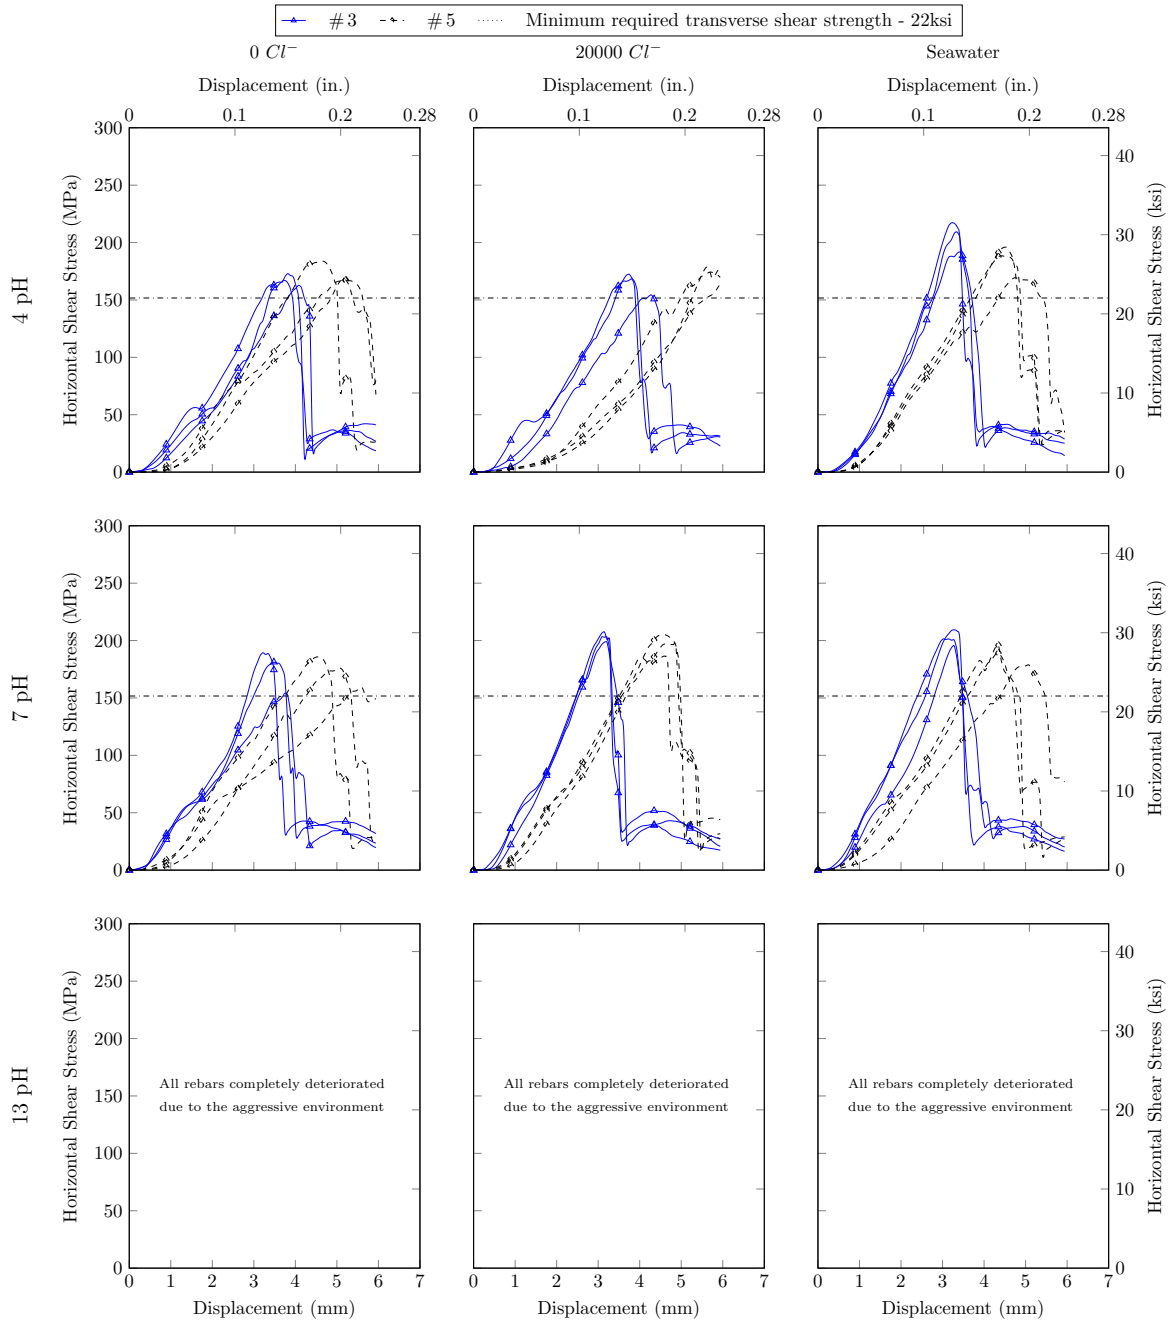 #3 #5 Minimum required transverse shear strength - 22ksi
0 Cl⁻ 20000 Cl⁻ Seawater
Displacement (in.) Displacement (in.) Displacement (in.)
0 0.1 0.2 0.28 0 0.1 0.2 0.28 0 0.1 0.2 0.28
4 pH
Horizontal Shear Stress (MPa)
300
250
200
150
100
50
0
40
30
20
10
0
Horizontal Shear Stress (ksi)
7 pH
Horizontal Shear Stress (MPa)
300
250
200
150
100
50
0
40
30
20
10
0
Horizontal Shear Stress (ksi)
13 pH
Horizontal Shear Stress (MPa)
300
250
200
150
100
50
0
All rebars completely deteriorated
due to the aggressive environment
All rebars completely deteriorated
due to the aggressive environment
All rebars completely deteriorated
due to the aggressive environment
40
30
20
10
0
Horizontal Shear Stress (ksi)
0 1 2 3 4 5 6 7 0 1 2 3 4 5 6 7 0 1 2 3 4 5 6 7
Displacement (mm) Displacement (mm) Displacement (mm)